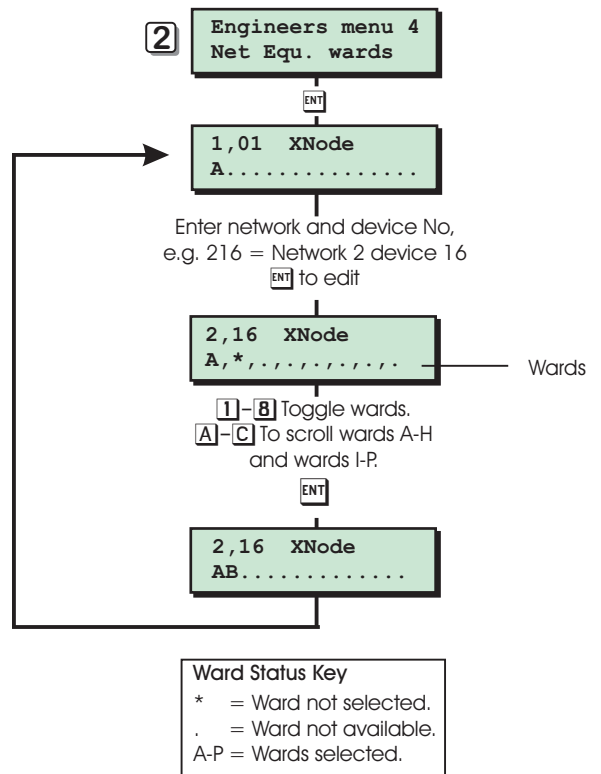 2
Engineers menu 4
Net Equ. wards
ENT
1,01 XNode
A...............
Enter network and device No,
e.g. 216 = Network 2 device 16
ENT to edit
2,16 XNode
A,*,.,.,.,.,.,.
Wards
1-8 Toggle wards.
A-C To scroll wards A-H
and wards I-P.
ENT
2,16 XNode
AB.............
Ward Status Key
* = Ward not selected.
. = Ward not available.
A-P = Wards selected.